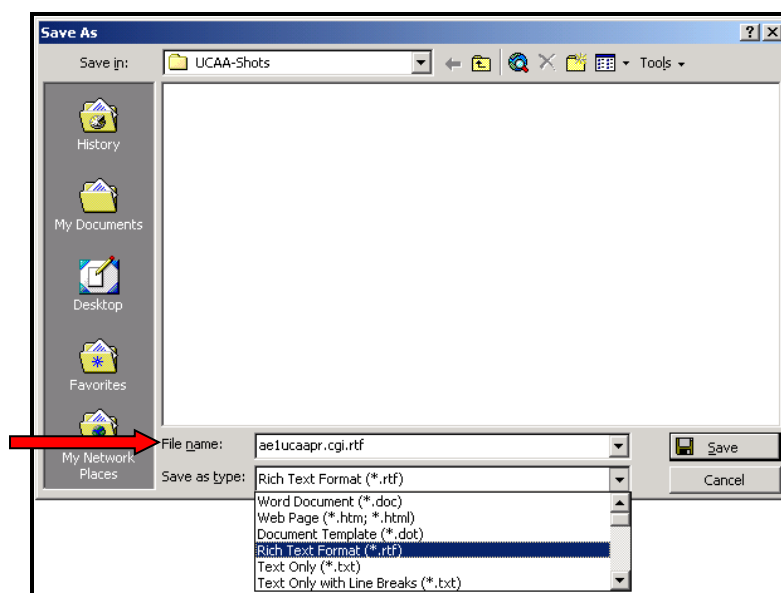 Save As
Save in:
UCAA-Shots
Tools
History
My Documents
Desktop
Favorites
My Network
Places
File name:
ae1ucaapr.cgi.rtf
Save
Save as type:
Rich Text Format (*.rtf)
Cancel
Word Document (*.doc)
Web Page (*.htm; *.html)
Document Template (*.dot)
Rich Text Format (*.rtf)
Text Only (*.txt)
Text Only with Line Breaks (*.txt)